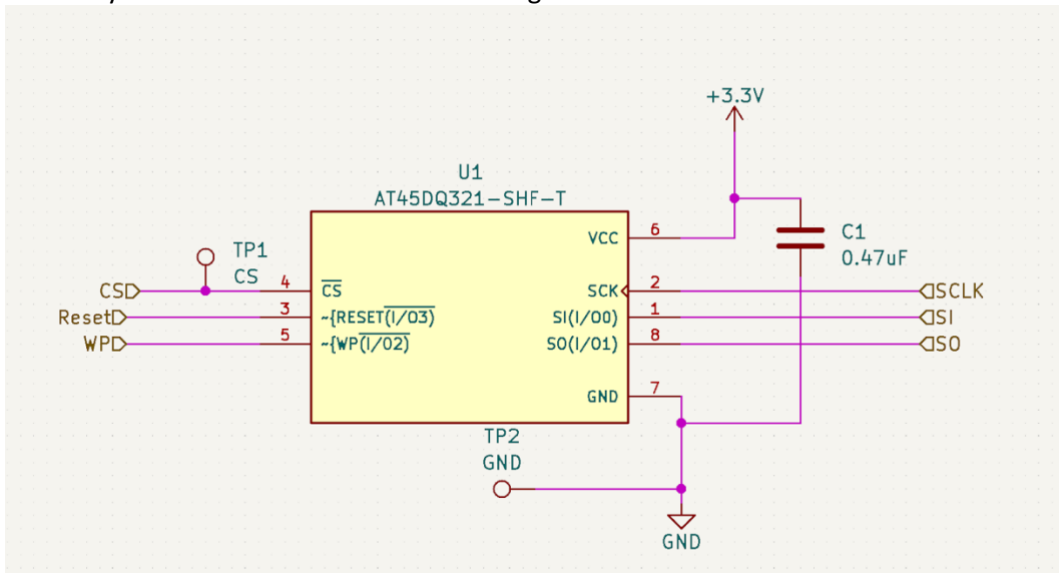 +3.3V
U1
AT45DQ321-SHF-T
VCC
6
C1
0.47uF
TP1
CS
CS
4
CS
SCK
2
SCLK
Reset
3
~{RESET(I/O3)
SI(I/O0)
1
SI
WP
5
~{WP(I/O2)
SO(I/O1)
8
SO
GND
7
TP2
GND
GND